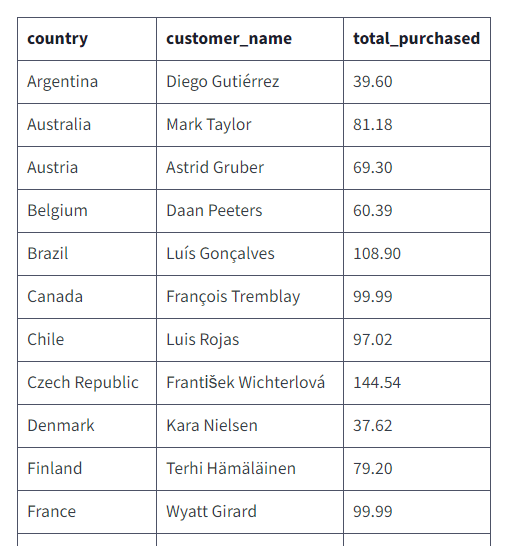 country customer_name total_purchased
Argentina Diego Gutiérrez 39.60
Australia Mark Taylor 81.18
Austria Astrid Gruber 69.30
Belgium Daan Peeters 60.39
Brazil Luís Gonçalves 108.90
Canada François Tremblay 99.99
Chile Luis Rojas 97.02
Czech Republic František Wichterlová 144.54
Denmark Kara Nielsen 37.62
Finland Terhi Hämäläinen 79.20
France Wyatt Girard 99.99